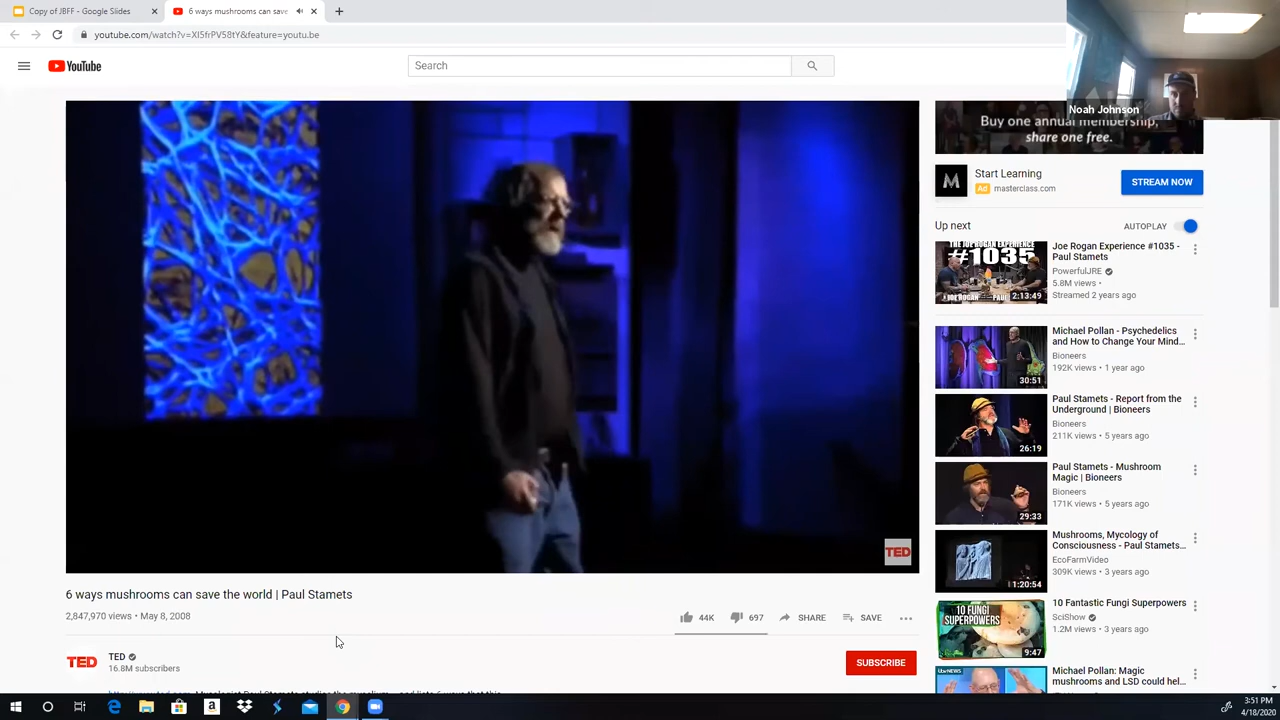 Copy of JBFF - Google Slides
6 ways mushrooms can save
youtube.com/watch?v=XI5frPV58tY&feature=youtu.be
Noah Johnson
YouTube
Search
Buy one annual membership,
share one free.
Start Learning
Ad masterclass.com
STREAM NOW
Up next
AUTOPLAY
THE JOE ROGAN EXPERIENCE
#1035
2:13:49
Joe Rogan Experience #1035 -
Paul Stamets
PowerfulJRE
5.8M views •
Streamed 2 years ago
30:51
Michael Pollan - Psychedelics
and How to Change Your Mind...
Bioneers
192K views • 1 year ago
26:19
Paul Stamets - Report from the
Underground | Bioneers
Bioneers
211K views • 5 years ago
29:33
Paul Stamets - Mushroom
Magic | Bioneers
Bioneers
171K views • 5 years ago
1:20:54
Mushrooms, Mycology of
Consciousness - Paul Stamets...
EcoFarmVideo
309K views • 3 years ago
10 FUNGI
SUPERPOWERS
9:47
10 Fantastic Fungi Superpowers
SciShow
1.2M views • 3 years ago
itv NEWS
Michael Pollan: Magic
mushrooms and LSD could hel...
TED
6 ways mushrooms can save the world | Paul Stamets
2,847,970 views • May 8, 2008
44K
697
SHARE
SAVE
TED
TED
16.8M subscribers
SUBSCRIBE
3:51 PM
4/18/2020